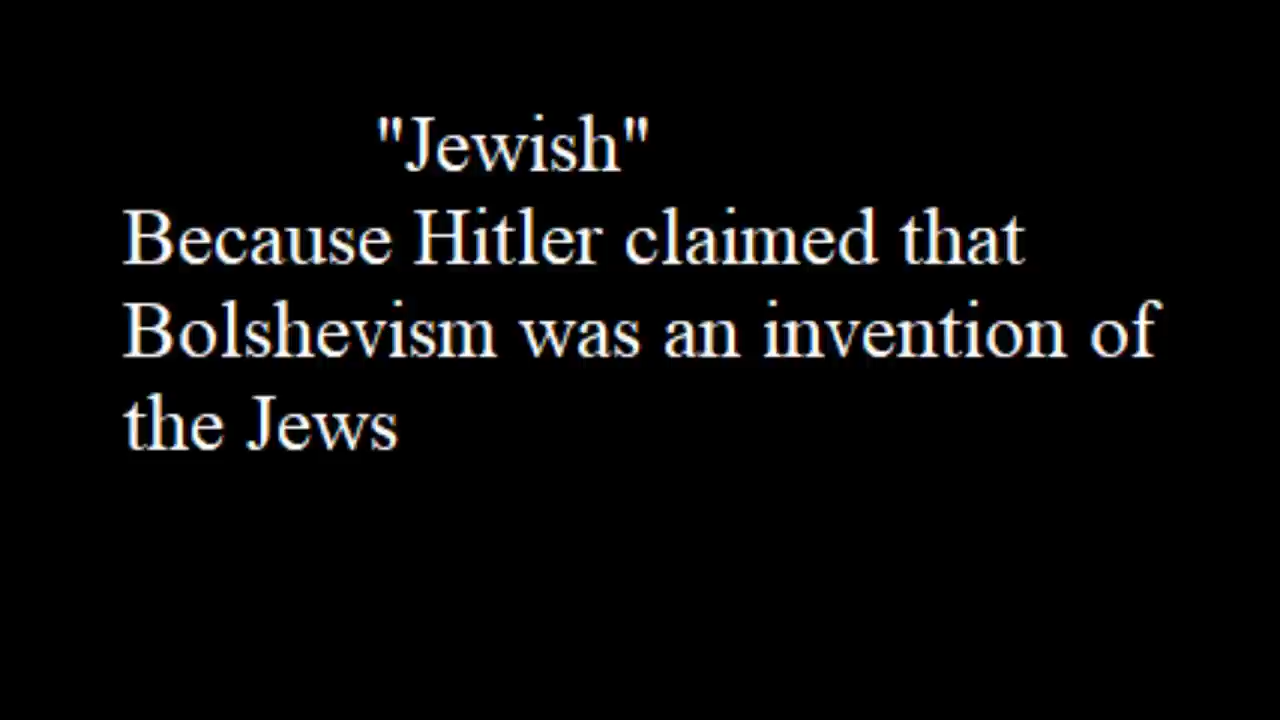 "Jewish"
Because Hitler claimed that
Bolshevism was an invention of
the Jews